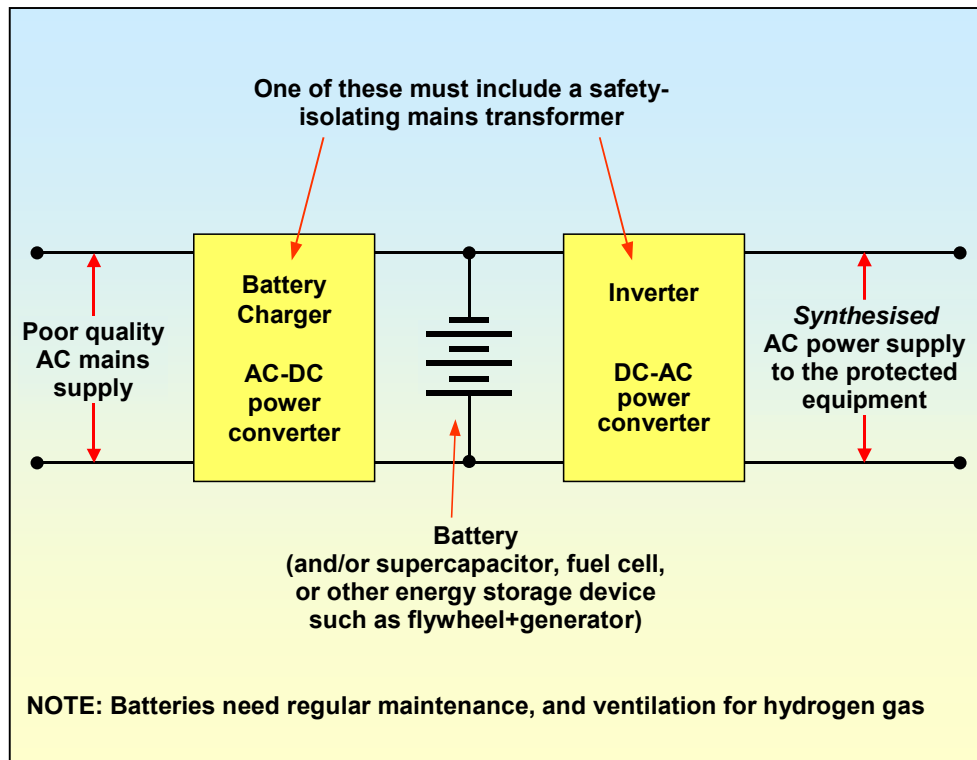 One of these must include a safety-
isolating mains transformer
Poor quality
AC mains
supply
Battery
Charger
AC-DC
power
converter
Inverter
DC-AC
power
converter
Synthesised
AC power supply
to the protected
equipment
Battery
(and/or supercapacitor, fuel cell,
or other energy storage device
such as flywheel+generator)
NOTE: Batteries need regular maintenance, and ventilation for hydrogen gas